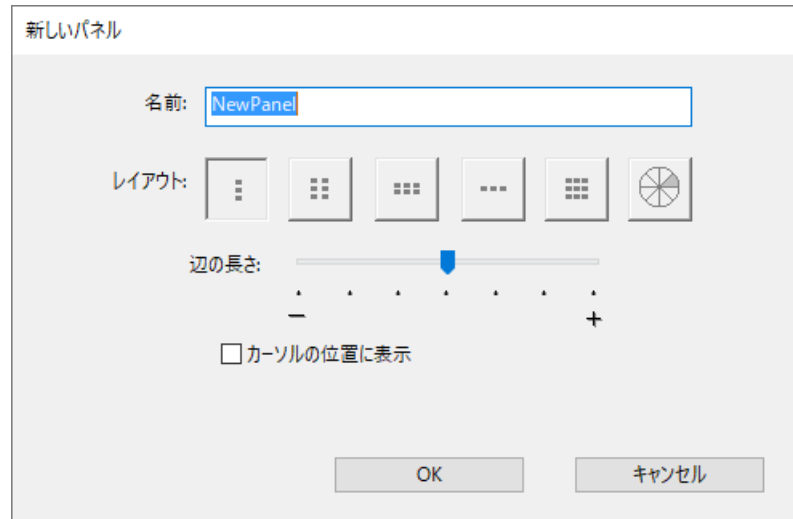 新しいパネル
名前: NewPanel
レイアウト:
辺の長さ:
− +
カーソルの位置に表示
OK キャンセル